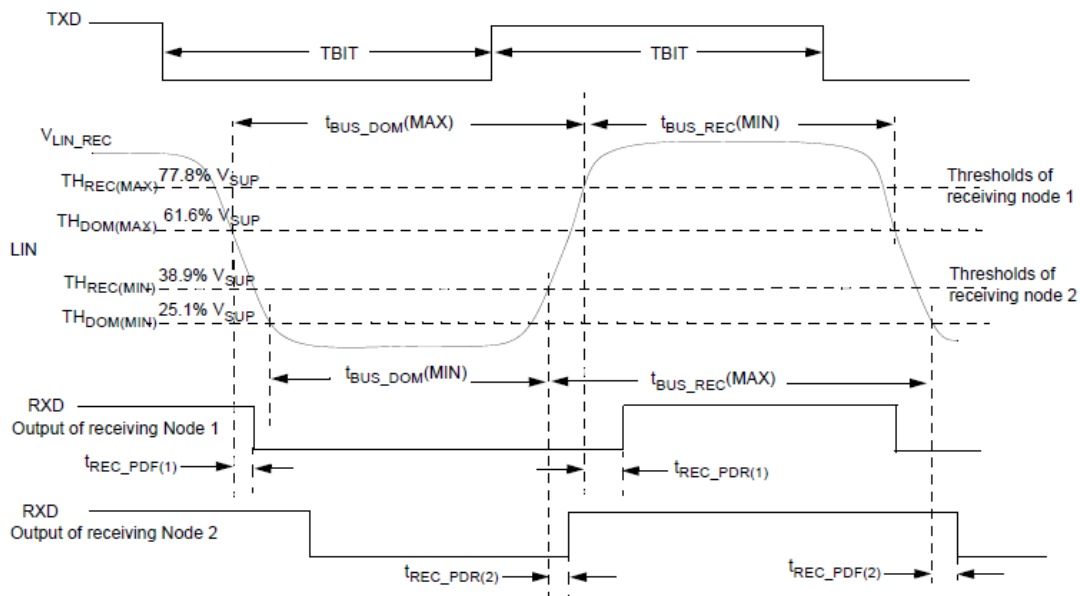 TXD
TBIT
TBIT
tBUS_DOM(MAX)
tBUS_REC(MIN)
VLIN_REC
THREC(MAX) 77.8% VSUP
Thresholds of
receiving node 1
THDOM(MAX) 61.6% VSUP
LIN
THREC(MIN) 38.9% VSUP
Thresholds of
receiving node 2
THDOM(MIN) 25.1% VSUP
tBUS_DOM(MIN)
tBUS_REC(MAX)
RXD
Output of receiving Node 1
tREC_PDF(1)
tREC_PDR(1)
RXD
Output of receiving Node 2
tREC_PDR(2)
tREC_PDF(2)